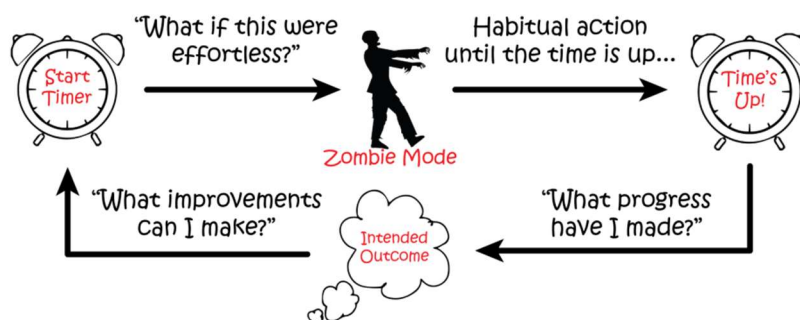 Start
Timer
“What if this were
effortless?”
Zombie Mode
Habitual action
until the time is up...
Time's
Up!
“What progress
have I made?”
Intended
Outcome
“What improvements
can I make?”